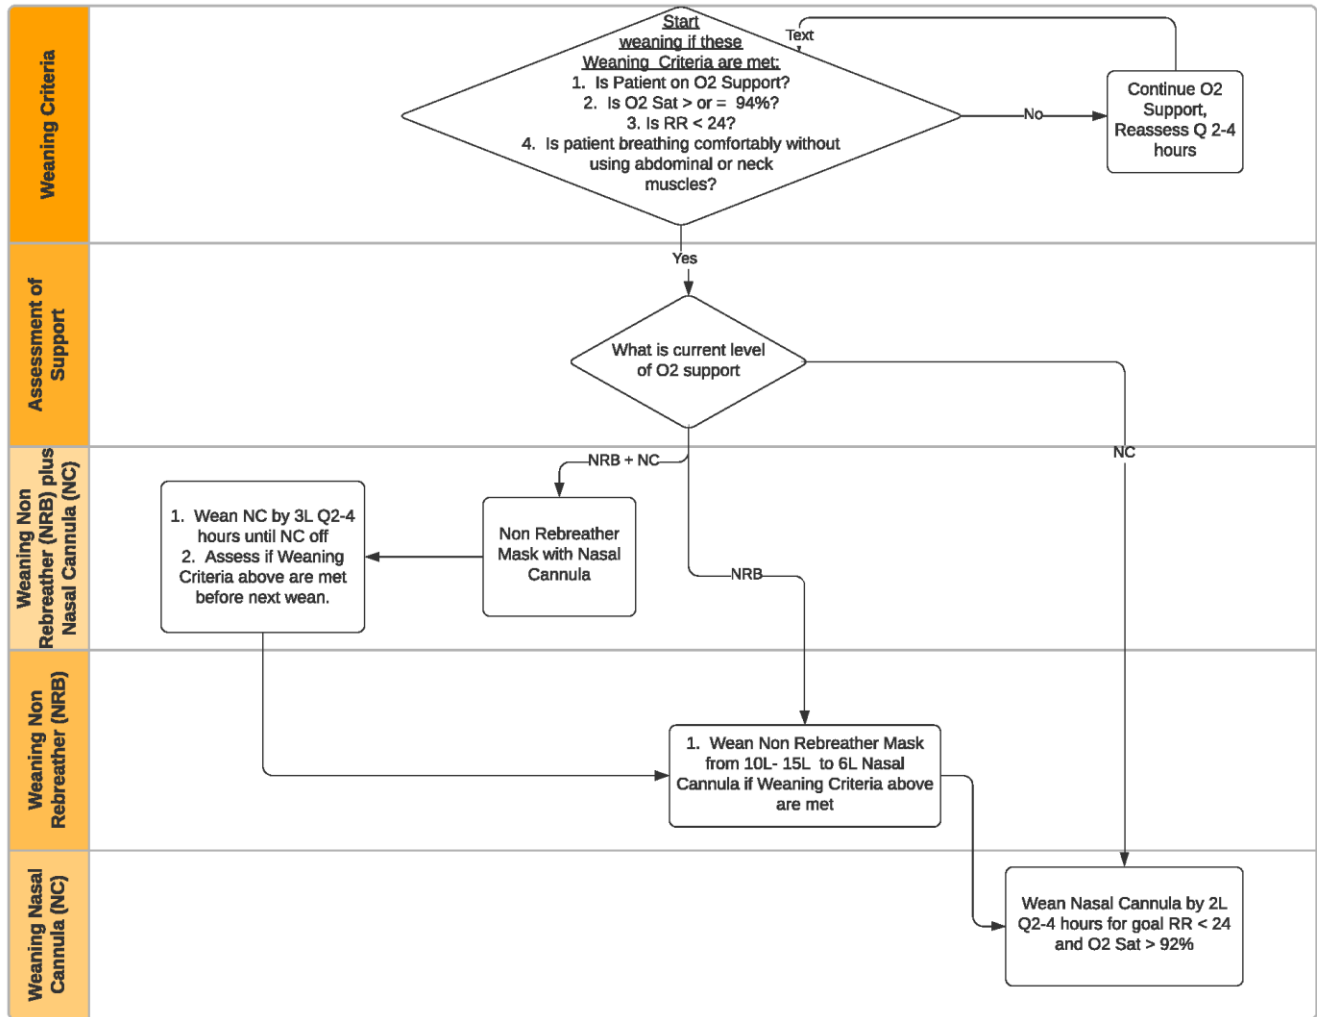 Weaning Criteria
Start
weaning if these
Weaning Criteria are met:
1. Is Patient on O2 Support?
2. Is O2 Sat > or = 94%?
3. Is RR < 24?
4. Is patient breathing comfortably without
using abdominal or neck
muscles?
Text
No
Continue O2
Support,
Reassess Q 2-4
hours
Yes
Assessment of
Support
What is current level
of O2 support
NC
Weaning Non
Rebreather (NRB) plus
Nasal Cannula (NC)
NRB + NC
1. Wean NC by 3L Q2-4
hours until NC off
2. Assess if Weaning
Criteria above are met
before next wean.
Non Rebreather
Mask with Nasal
Cannula
NRB
Weaning Non
Rebreather (NRB)
1. Wean Non Rebreather Mask
from 10L- 15L to 6L Nasal
Cannula if Weaning Criteria above
are met
Weaning Nasal
Cannula (NC)
Wean Nasal Cannula by 2L
Q2-4 hours for goal RR < 24
and O2 Sat > 92%